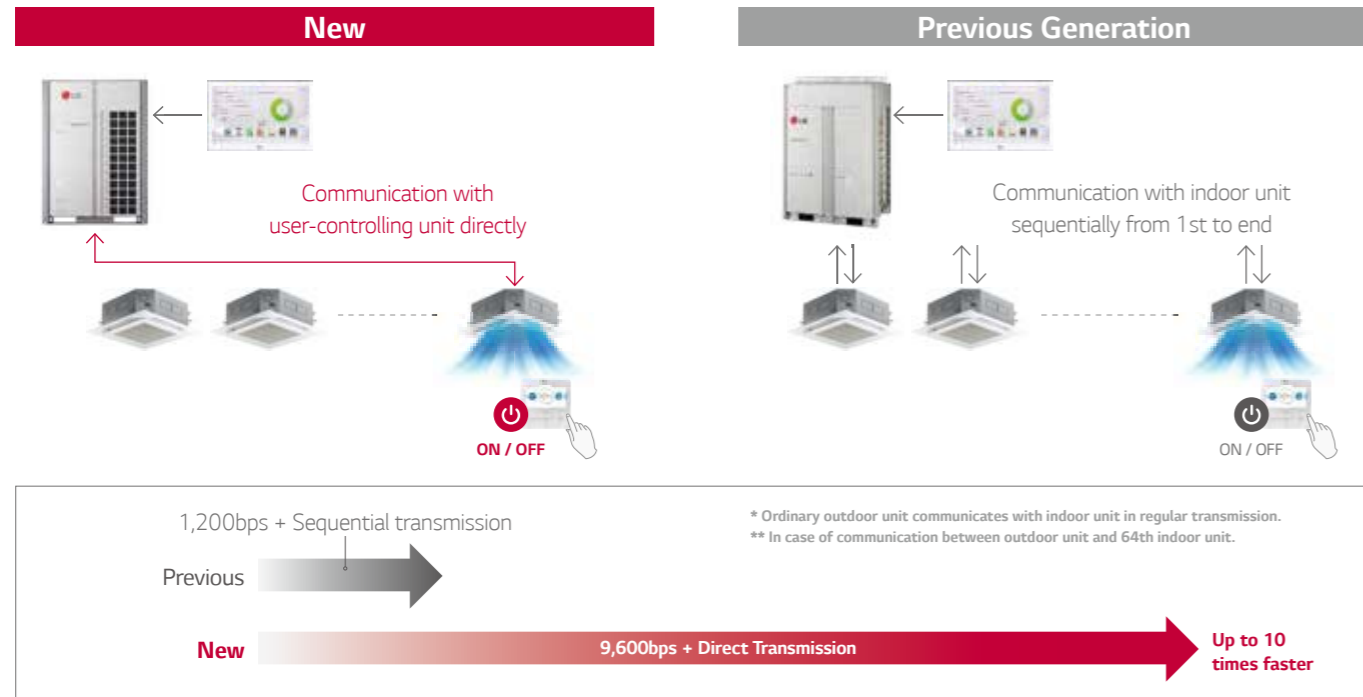 New
Previous Generation
LG
LG
Communication with
user-controlling unit directly
Communication with indoor unit
sequentially from 1st to end
ON / OFF
ON / OFF
1,200bps + Sequential transmission
* Ordinary outdoor unit communicates with indoor unit in regular transmission.
** In case of communication between outdoor unit and 64th indoor unit.
Previous
New
9,600bps + Direct Transmission
Up to 10
times faster